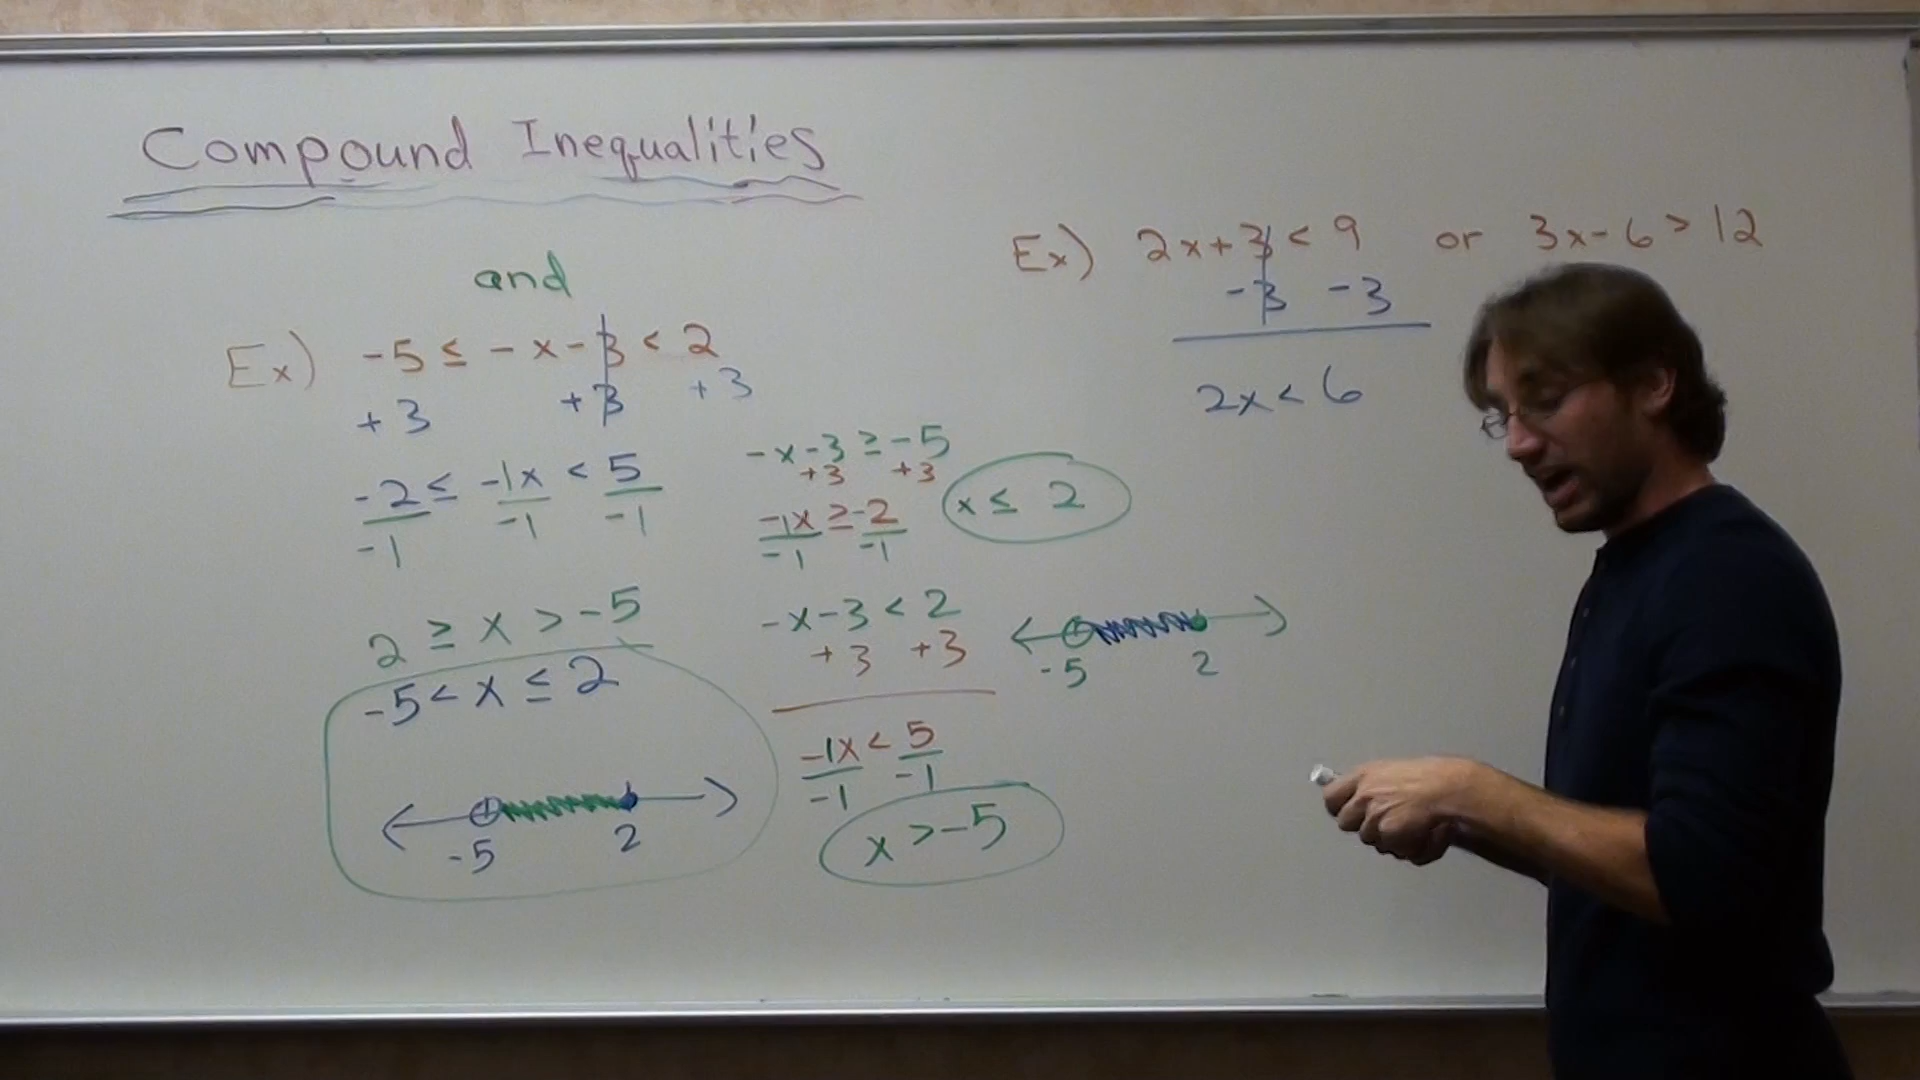 Compound Inequalities
and
Ex) -5 ≤ -x-3 < 2
+3 +3 +3
-2 ≤ -1x < 5
-1 -1 -1
2 ≥ x > -5
-5 < x ≤ 2
-5 2
-x-3 ≥ -5
+3 +3
-1x ≥ -2
-1 -1
x ≤ 2
-x-3 < 2
+3 +3
-1x < 5
-1 -1
x > -5
-5 2
Ex) 2x+3 < 9 or 3x-6 > 12
-3 -3
2x < 6